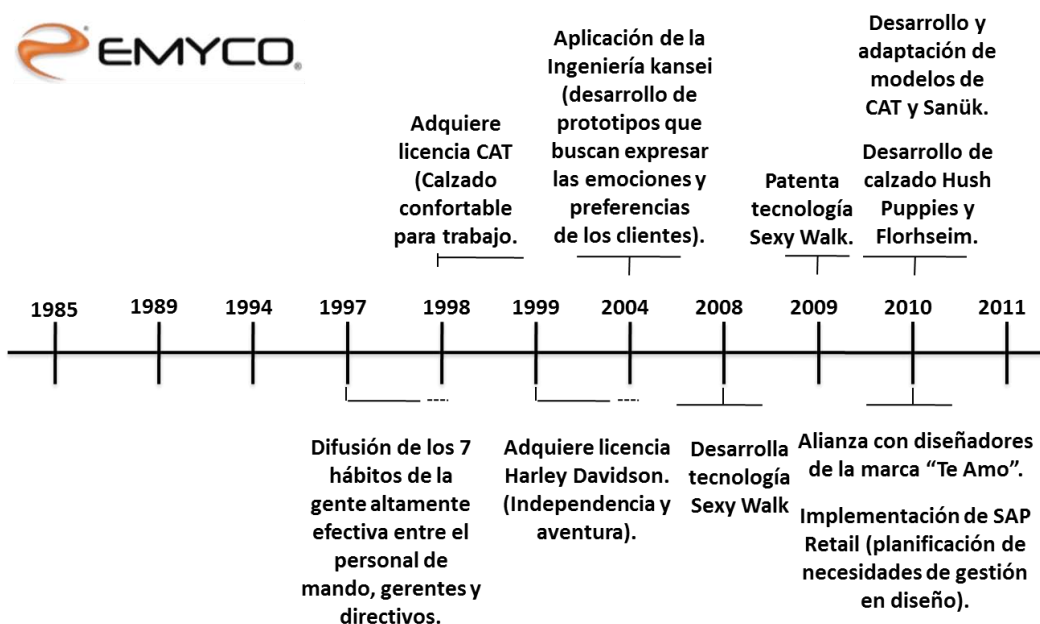 EMYCO®
Adquiere
licencia CAT
(Calzado
confortable
para trabajo.
Aplicación de la
Ingeniería kansei
(desarrollo de
prototipos que
buscan expresar
las emociones y
preferencias
de los clientes).
Patenta
tecnología
Sexy Walk.
Desarrollo y
adaptación de
modelos de
CAT y Sanük.
Desarrollo de
calzado Hush
Puppies y
Florhseim.
1985 1989 1994 1997 1998 1999 2004 2008 2009 2010 2011
Difusión de los 7
hábitos de la
gente altamente
efectiva entre el
personal de
mando, gerentes y
directivos.
Adquiere licencia
Harley Davidson.
(Independencia y
aventura).
Desarrolla
tecnología
Sexy Walk
Alianza con diseñadores
de la marca “Te Amo”.
Implementación de SAP
Retail (planificación de
necesidades de gestión
en diseño).